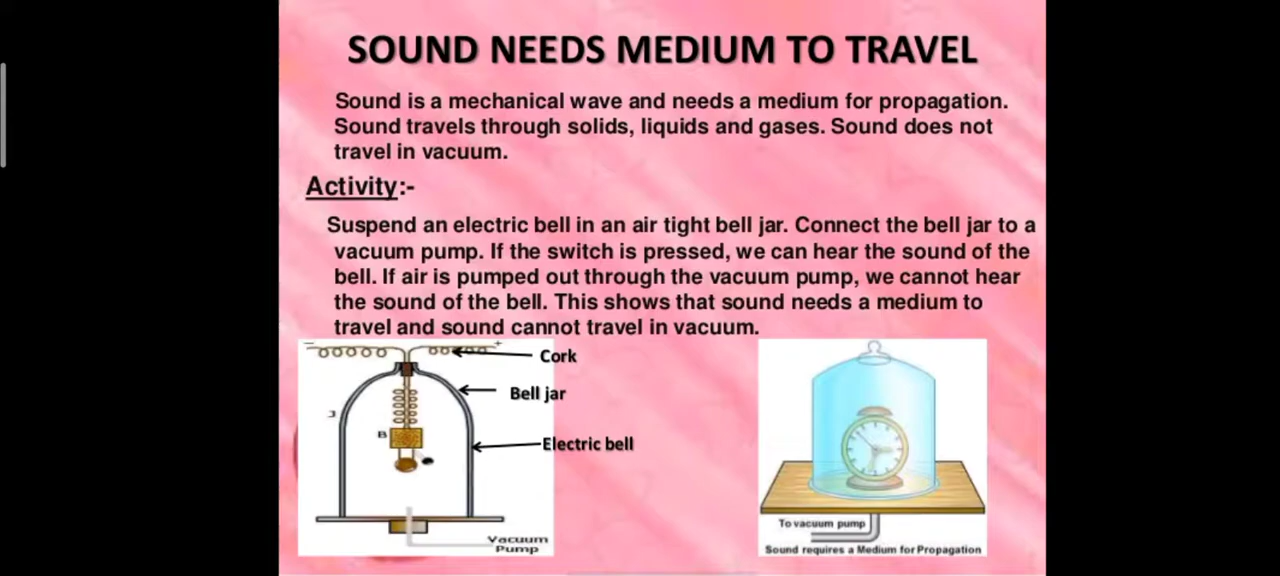 SOUND NEEDS MEDIUM TO TRAVEL
Sound is a mechanical wave and needs a medium for propagation.
Sound travels through solids, liquids and gases. Sound does not
travel in vacuum.
Activity:-
Suspend an electric bell in an air tight bell jar. Connect the bell jar to a
vacuum pump. If the switch is pressed, we can hear the sound of the
bell. If air is pumped out through the vacuum pump, we cannot hear
the sound of the bell. This shows that sound needs a medium to
travel and sound cannot travel in vacuum.
− +
Cork
Bell jar
J
B
Electric bell
Vacuum
Pump
To vacuum pump
Sound requires a Medium for Propagation